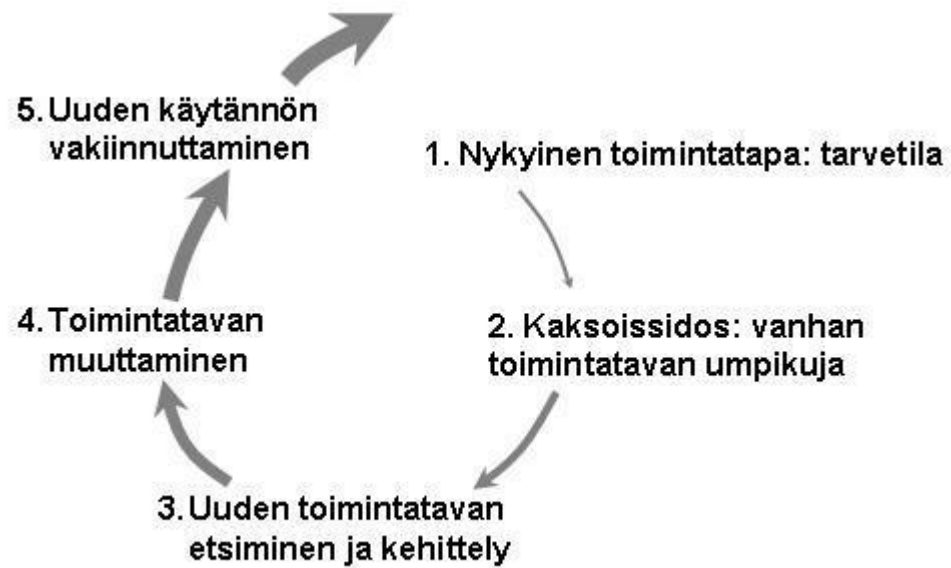 1. Nykyinen toimintatapa: tarvetila
2. Kaksoissidos: vanhan
toimintatavan umpikuja
3. Uuden toimintatavan
etsiminen ja kehittely
4. Toimintatavan
muuttaminen
5. Uuden käytännön
vakiinnuttaminen